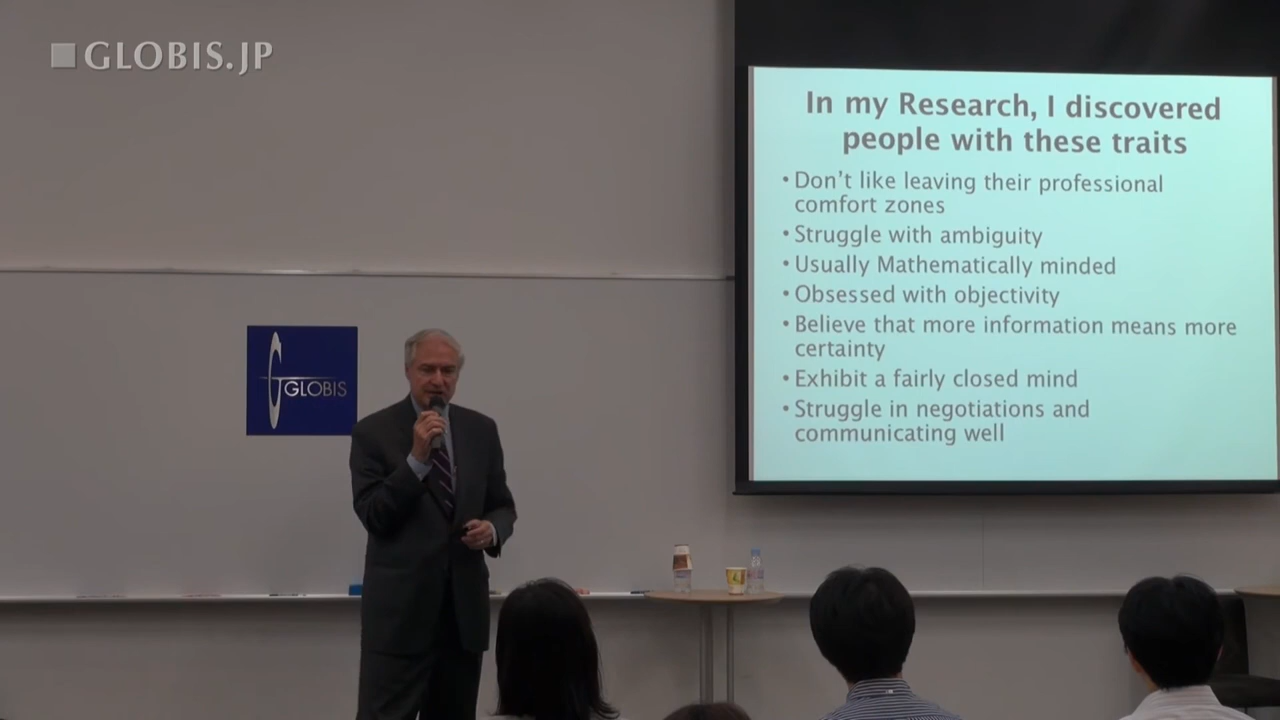 GLOBIS.JP
In my Research, I discovered
people with these traits
• Don't like leaving their professional
comfort zones
• Struggle with ambiguity
• Usually Mathematically minded
• Obsessed with objectivity
• Believe that more information means more
certainty
• Exhibit a fairly closed mind
• Struggle in negotiations and
communicating well
GLOBIS